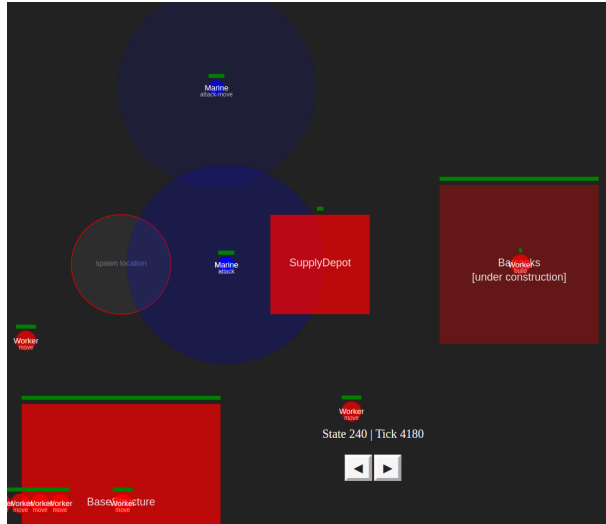 Marine
attack-move
spawn location
Marine
attack
SupplyDepot
Worker
build
[under construction]
Worker
move
Worker
move
State 240 | Tick 4180
◀ ▶
Worker
Worker
Worker
move
move
move
Worker
move